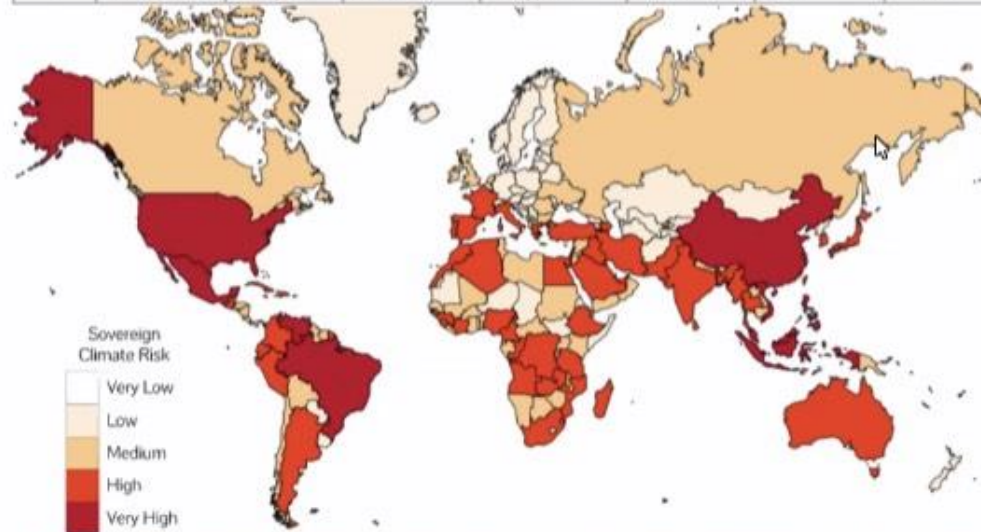 Sovereign
Climate Risk
Very Low
Low
Medium
High
Very High